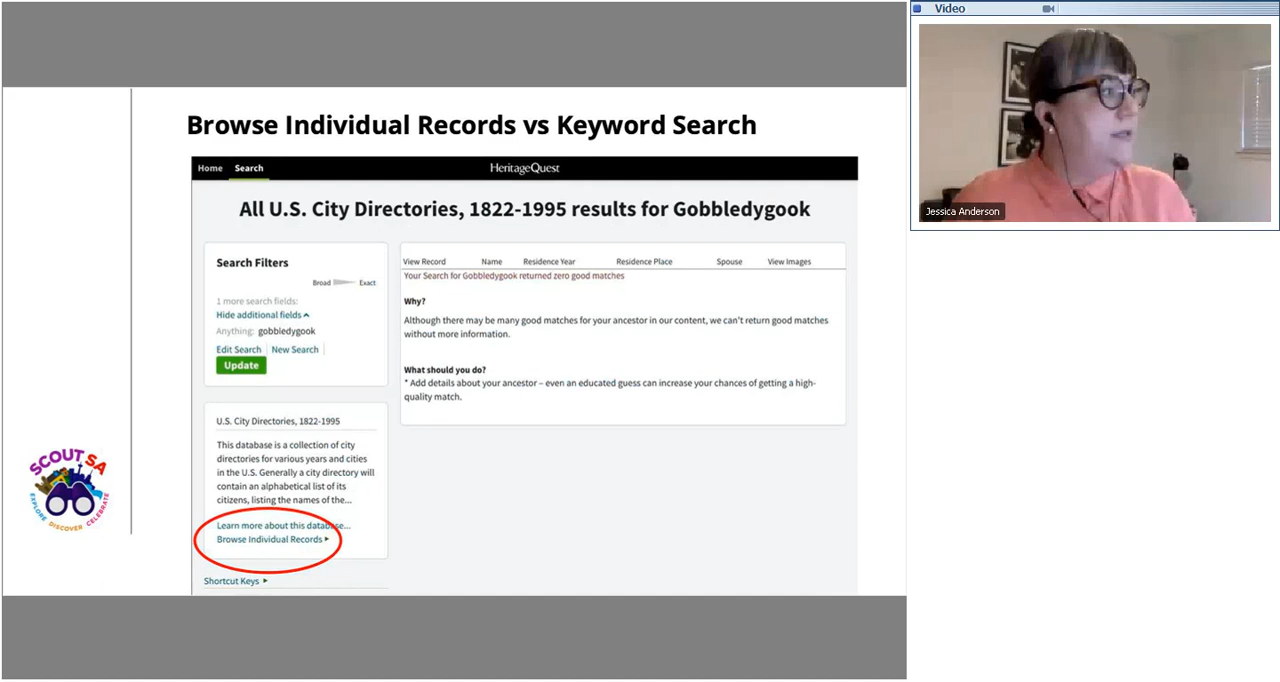 Browse Individual Records vs Keyword Search
Home Search HeritageQuest
All U.S. City Directories, 1822-1995 results for Gobbledygook
Search Filters
Broad Exact
1 more search fields:
Hide additional fields
Anything: gobbledygook
Edit Search New Search
Update
View Record Name Residence Year Residence Place Spouse View Images
Your Search for Gobbledygook returned zero good matches
Why?
Although there may be many good matches for your ancestor in our content, we can't return good matches
without more information.
What should you do?
* Add details about your ancestor – even an educated guess can increase your chances of getting a high-
quality match.
U.S. City Directories, 1822-1995
This database is a collection of city
directories for various years and cities
in the U.S. Generally a city directory will
contain an alphabetical list of its
citizens, listing the names of the...
Learn more about this database...
Browse Individual Records
Shortcut Keys
SCOUT SA
EXPLORE DISCOVER CELEBRATE
Video
Jessica Anderson